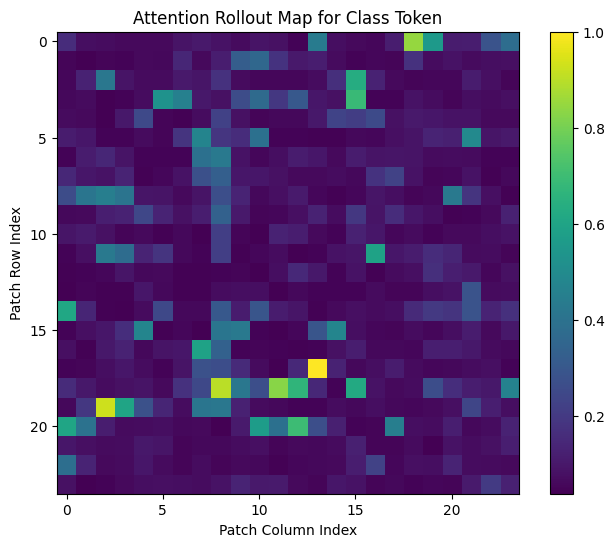 Attention Rollout Map for Class Token
Patch Row Index
0
5
10
15
20
0 5 10 15 20
Patch Column Index
1.0
0.8
0.6
0.4
0.2